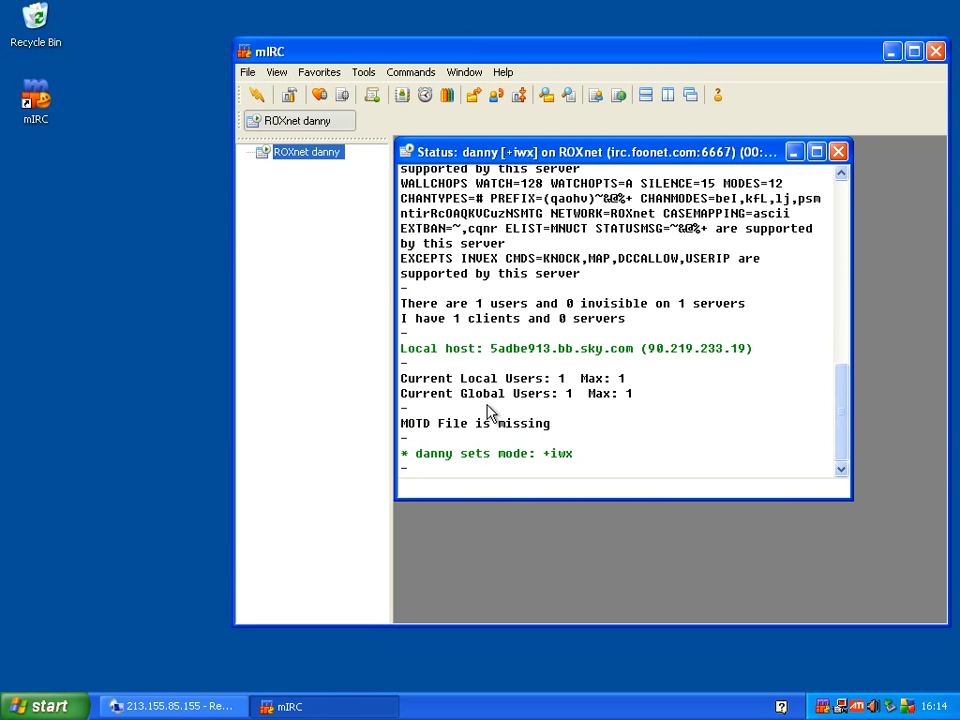 Recycle Bin
mIRC
mIRC
File View Favorites Tools Commands Window Help
ROXnet danny
ROXnet danny
Status: danny [+iwx] on ROXnet (irc.foonet.com:6667) (00:...
supported by this server
WALLCHOPS WATCH=128 WATCHOPTS=A SILENCE=15 MODES=12
CHANTYPES=# PREFIX=(qaohv)~&@%+ CHANMODES=beI,kfL,lj,psm
ntirRcOAQKVCuzNSMTG NETWORK=ROXnet CASEMAPPING=ascii
EXTBAN=~,cqnr ELIST=MNUCT STATUSMSG=~&@%+ are supported
by this server
EXCEPTS INVEX CMDS=KNOCK,MAP,DCCALLOW,USERIP are
supported by this server
-
There are 1 users and 0 invisible on 1 servers
I have 1 clients and 0 servers
-
Local host: 5adbe913.bb.sky.com (90.219.233.19)
-
Current Local Users: 1 Max: 1
Current Global Users: 1 Max: 1
-
MOTD File is missing
-
* danny sets mode: +iwx
-
start
213.155.85.155 - Re...
mIRC
16:14